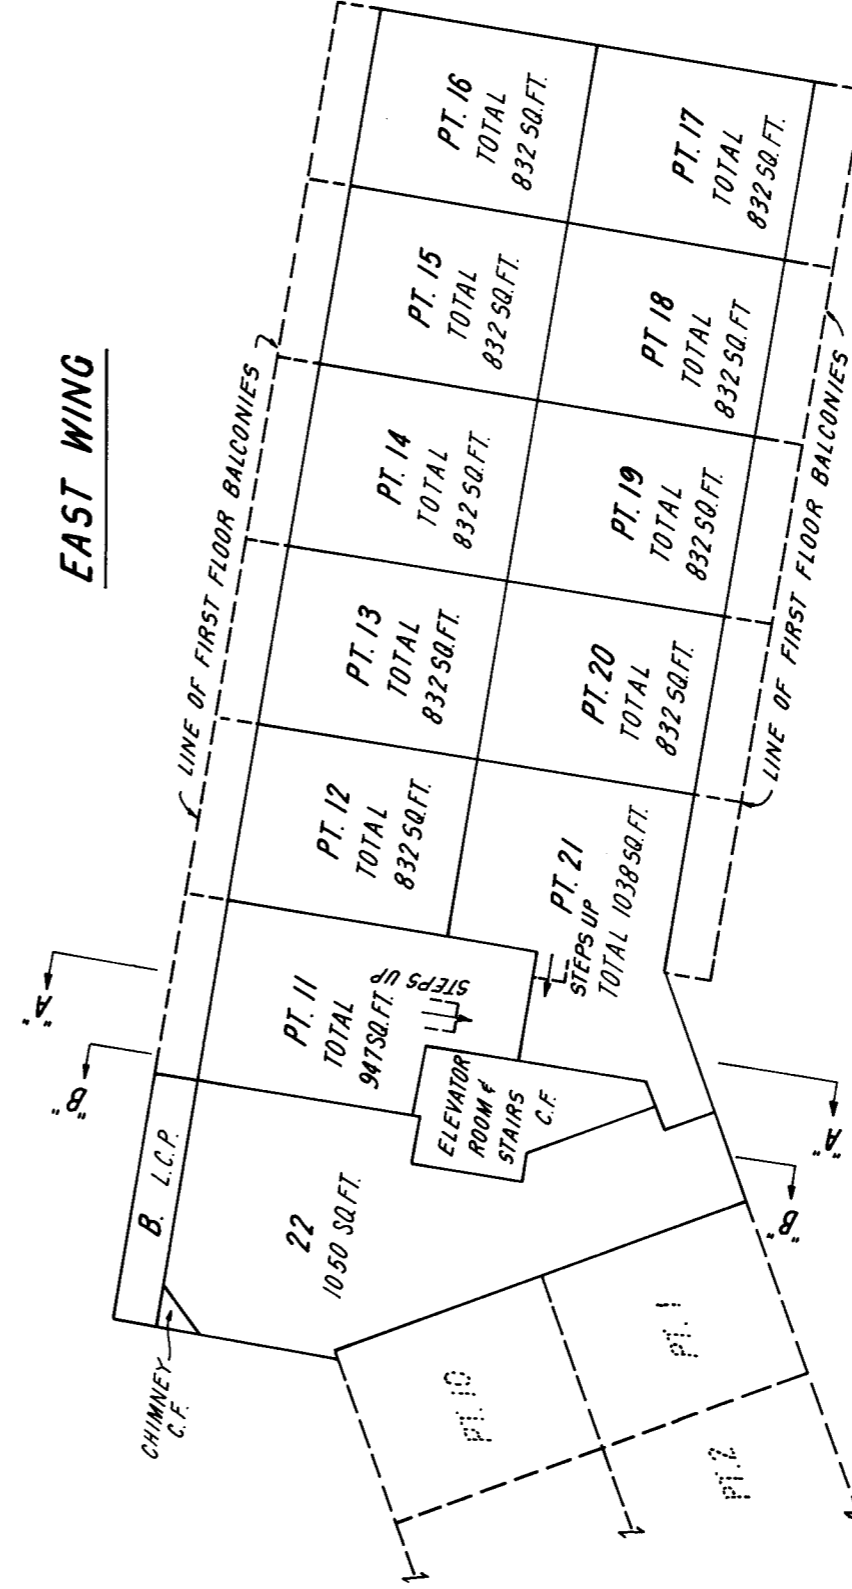 EAST WING
LINE OF FIRST FLOOR BALCONIES
"A"
"B"
B. L.C.P.
CHIMNEY
C.F.
22
1050 SQ.FT.
PT. 11
TOTAL
947 SQ.FT.
STEPS UP
PT. 12
TOTAL
832 SQ.FT.
PT. 13
TOTAL
832 SQ.FT.
PT. 14
TOTAL
832 SQ.FT.
PT. 15
TOTAL
832 SQ.FT.
PT. 16
TOTAL
832 SQ.FT.
ELEVATOR
ROOM &
STAIRS
C.F.
PT. 21
STEPS UP
TOTAL 1038 SQ.FT.
PT. 20
TOTAL
832 SQ.FT.
PT. 19
TOTAL
832 SQ.FT.
PT 18
TOTAL
832 SQ.FT
PT. 17
TOTAL
832 SQ.FT.
LINE OF FIRST FLOOR BALCONIES
"A"
"B"
PT. 10
PT. 1
PT. 2